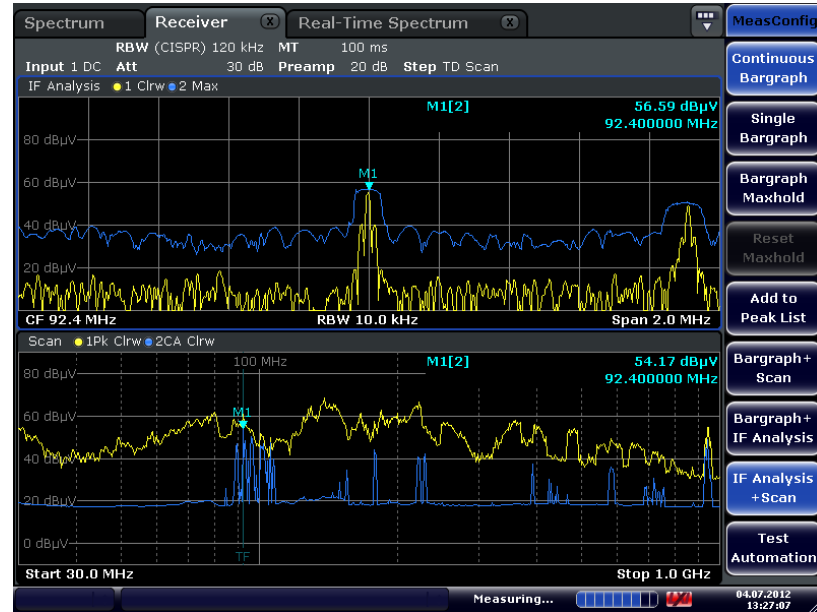 Spectrum Receiver Real-Time Spectrum MeasConfig
RBW (CISPR) 120 kHz MT 100 ms
Input 1 DC Att 30 dB Preamp 20 dB Step TD Scan
IF Analysis 1 Clrw 2 Max
M1[2] 56.59 dBµV
92.400000 MHz
80 dBµV
M1
60 dBµV
40 dBµV
20 dBµV
CF 92.4 MHz RBW 10.0 kHz Span 2.0 MHz
Scan 1Pk Clrw 2CA Clrw
100 MHz M1[2] 54.17 dBµV
92.400000 MHz
80 dBµV
M1
60 dBµV
40 dBµV
20 dBµV
0 dBµV
TF
Start 30.0 MHz Stop 1.0 GHz
Continuous
Bargraph
Single
Bargraph
Bargraph
Maxhold
Reset
Maxhold
Add to
Peak List
Bargraph+
Scan
Bargraph+
IF Analysis
IF Analysis
+Scan
Test
Automation
Measuring... 04.07.2012
13:27:07